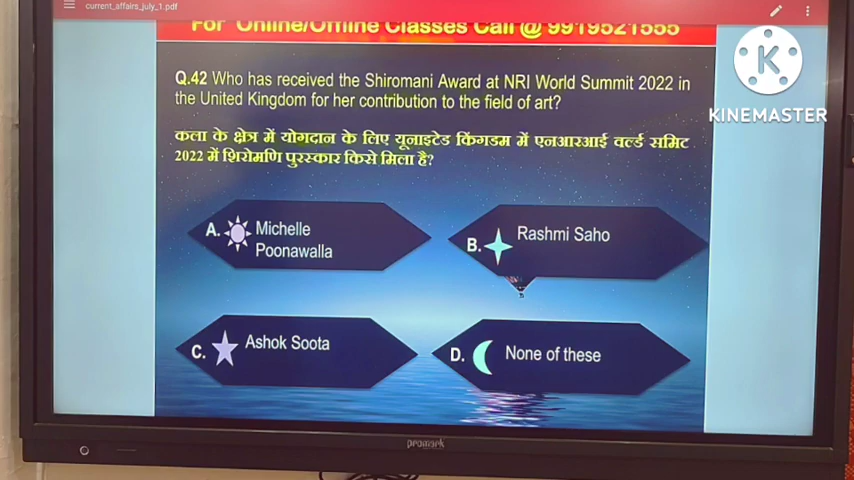 current_affairs_july_1.pdf
For Online/Offline Classes Call @ 9919521555
KINEMASTER
Q.42 Who has received the Shiromani Award at NRI World Summit 2022 in
the United Kingdom for her contribution to the field of art?
कला के क्षेत्र में योगदान के लिए यूनाइटेड किंगडम में एनआरआई वर्ल्ड समिट
2022 में शिरोमणि पुरस्कार किसे मिला है?
A. Michelle
Poonawalla
B. Rashmi Saho
C. Ashok Soota
D. None of these
promark